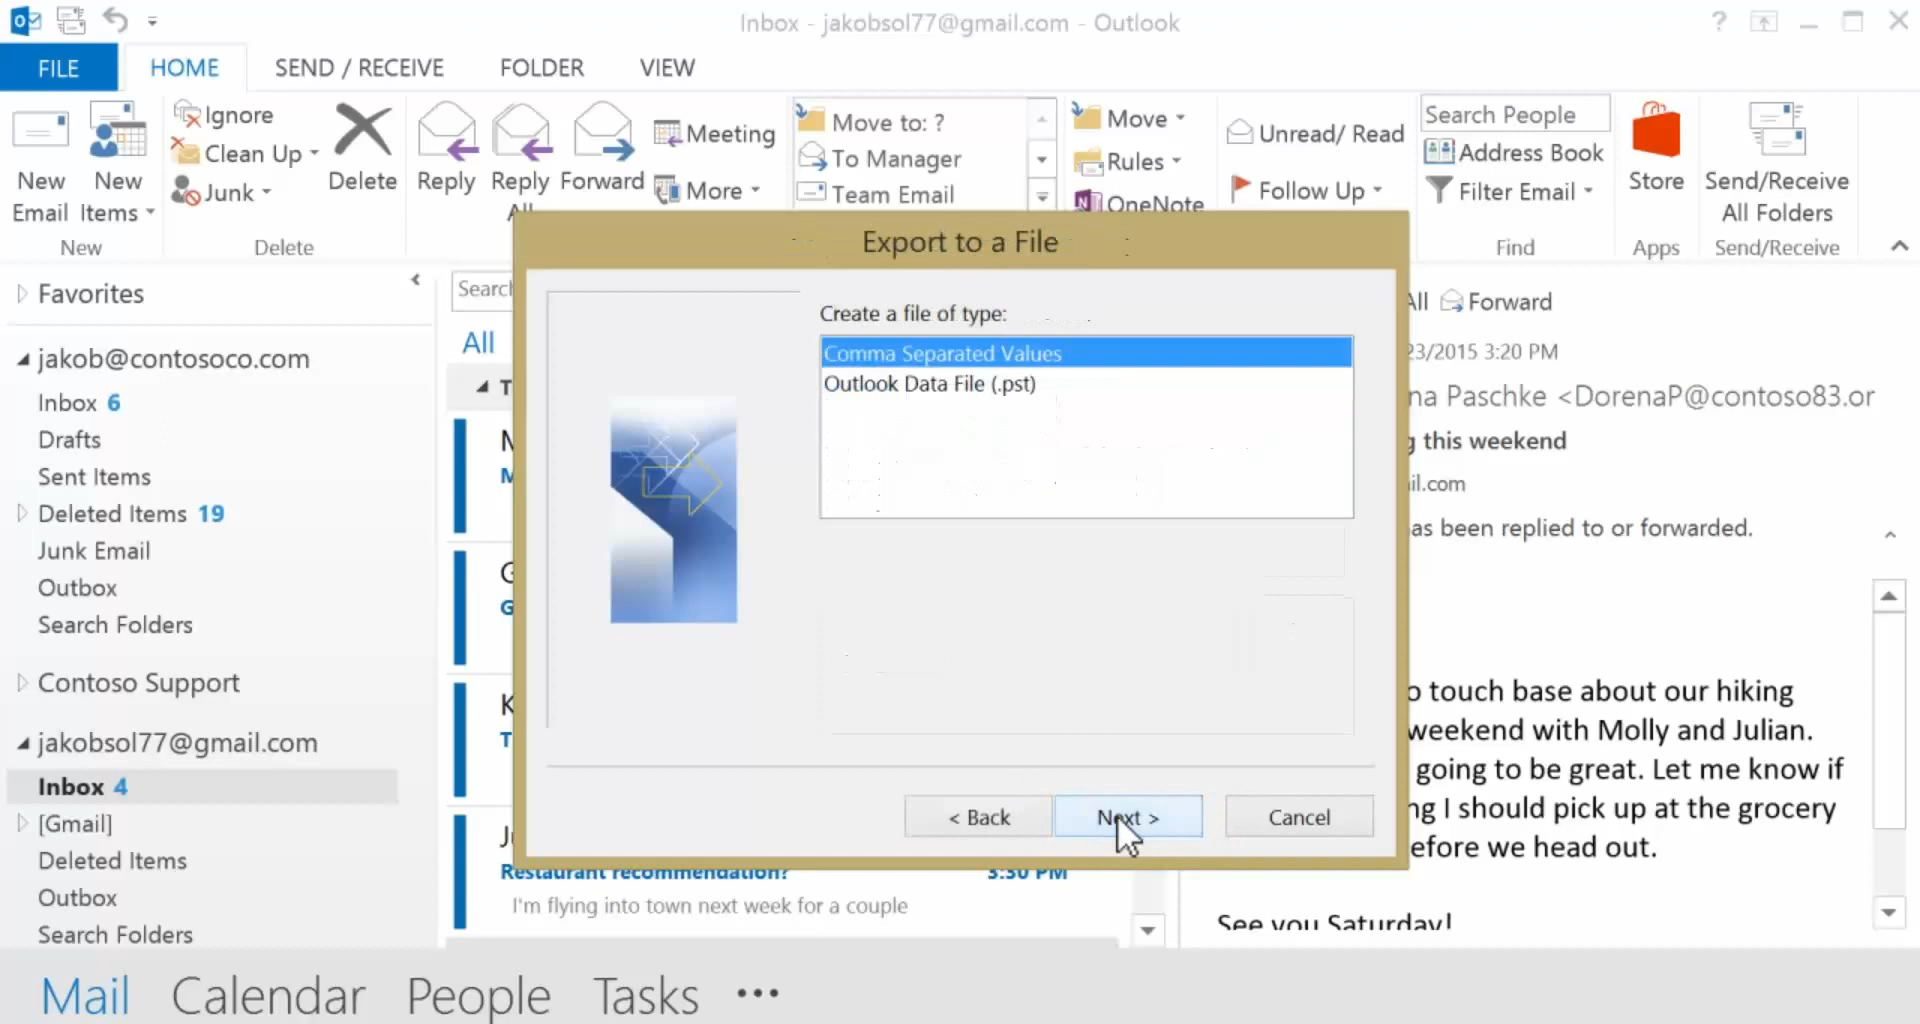 Inbox - jakobsol77@gmail.com - Outlook
FILE
HOME
SEND / RECEIVE
FOLDER
VIEW
New
Email
New
Items
New
Ignore
Clean Up
Junk
Delete
Delete
Reply
Reply
All
Forward
Meeting
More
Move to: ?
To Manager
Team Email
Move
Rules
OneNote
Unread/ Read
Follow Up
Search People
Address Book
Filter Email
Find
Store
Apps
Send/Receive
All Folders
Send/Receive
Favorites
jakob@contosoco.com
Inbox 6
Drafts
Sent Items
Deleted Items 19
Junk Email
Outbox
Search Folders
Contoso Support
jakobsol77@gmail.com
Inbox 4
[Gmail]
Deleted Items
Outbox
Search Folders
Searc
All
Restaurant recommendation? 3:30 PM
I'm flying into town next week for a couple
Export to a File
Create a file of type:
Comma Separated Values
Outlook Data File (.pst)
< Back
Next >
Cancel
All Forward
23/2015 3:20 PM
na Paschke <DorenaP@contoso83.or
g this weekend
il.com
as been replied to or forwarded.
o touch base about our hiking
weekend with Molly and Julian.
going to be great. Let me know if
ng I should pick up at the grocery
efore we head out.
See you Saturday!
Mail
Calendar
People
Tasks